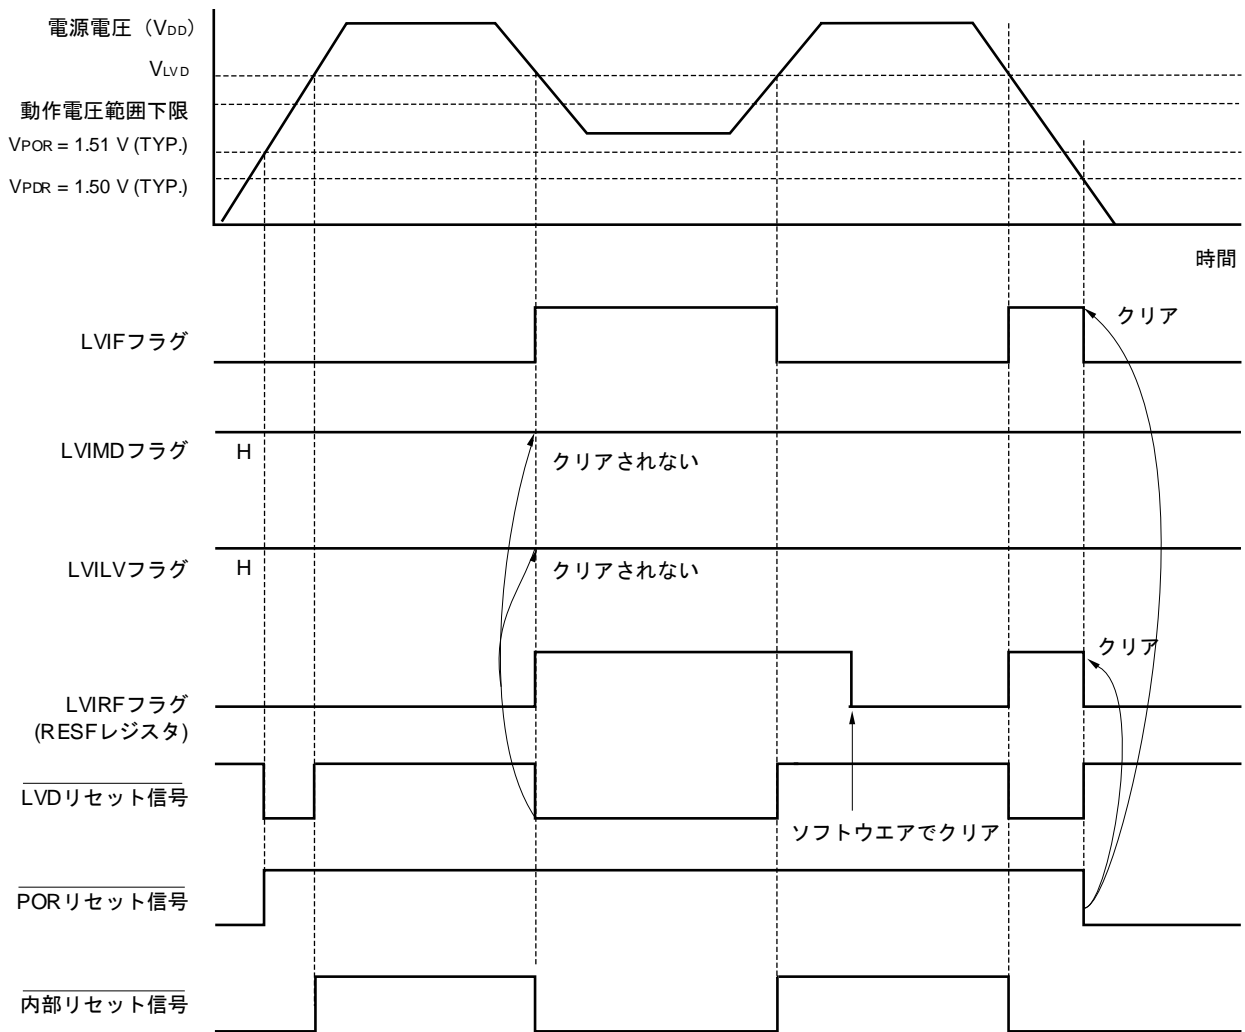 電源電圧（VDD）
VLVD
動作電圧範囲下限
VPOR = 1.51 V (TYP.)
VPDR = 1.50 V (TYP.)
時間
クリア
LVIFフラグ
LVIMDフラグ
H
クリアされない
LVILVフラグ
H
クリアされない
クリア
LVIRFフラグ
(RESFレジスタ)
LVDリセット信号
ソフトウエアでクリア
PORリセット信号
内部リセット信号